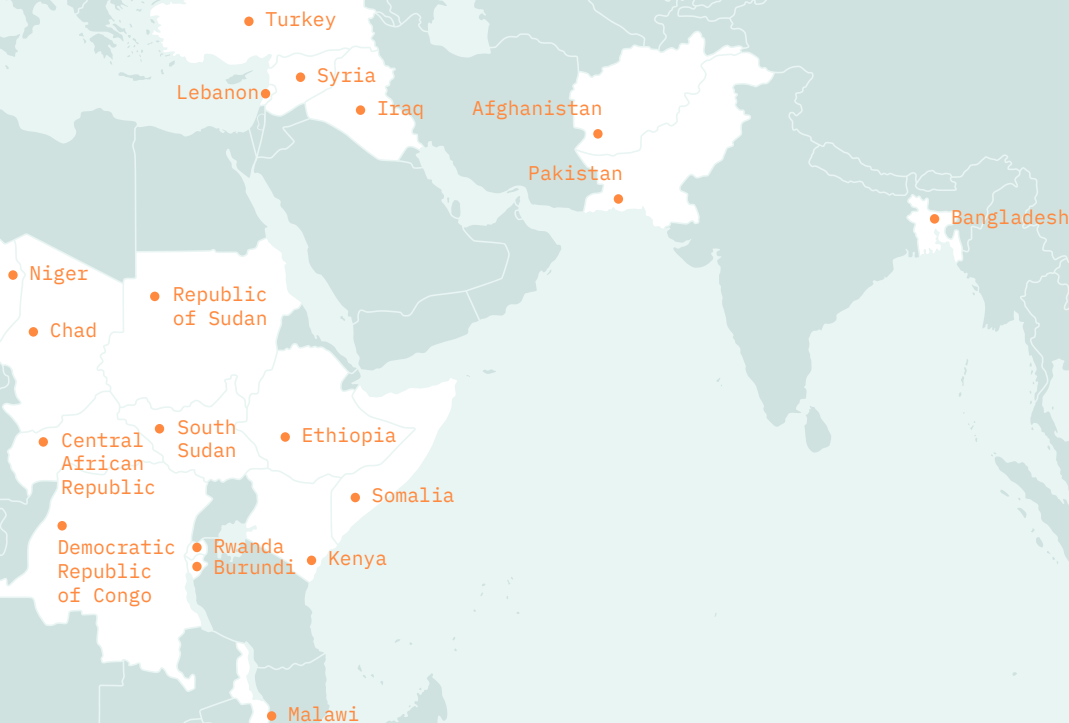 Turkey
Syria
Lebanon
Iraq
Afghanistan
Pakistan
Bangladesh
Niger
Republic
of Sudan
Chad
South
Sudan
Ethiopia
Central
African
Republic
Somalia
Democratic
Republic
of Congo
Rwanda
Burundi
Kenya
Malawi